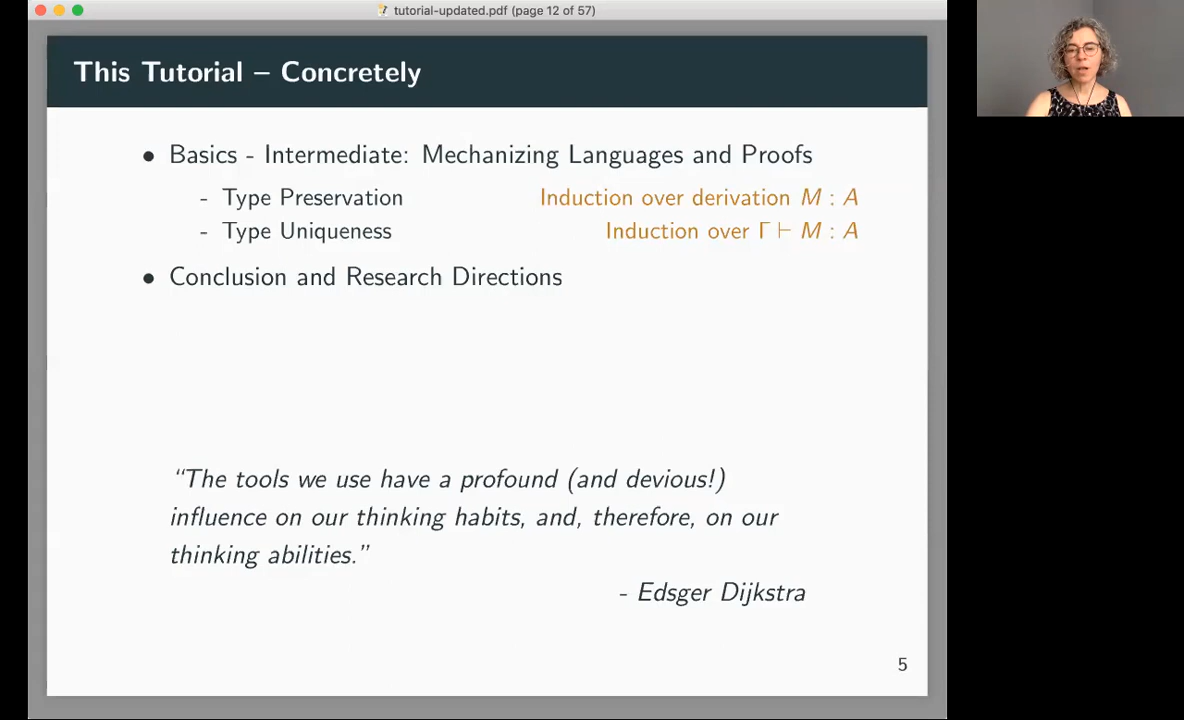 tutorial-updated.pdf (page 12 of 57)
This Tutorial – Concretely
• Basics - Intermediate: Mechanizing Languages and Proofs
- Type Preservation Induction over derivation M : A
- Type Uniqueness Induction over Γ ⊢ M : A
• Conclusion and Research Directions
“The tools we use have a profound (and devious!)
influence on our thinking habits, and, therefore, on our
thinking abilities.”
- Edsger Dijkstra
5